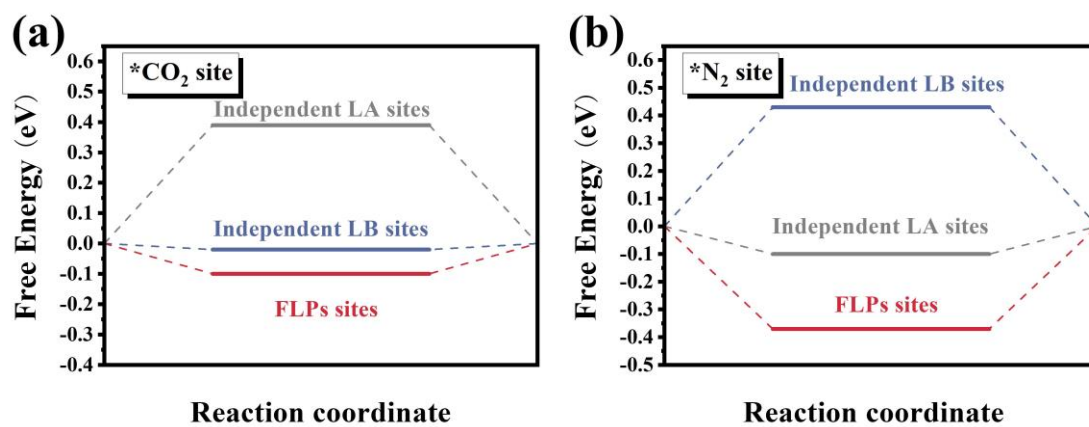 (a)
*CO₂ site
Independent LA sites
Independent LB sites
FLPs sites
Free Energy (eV)
0.6
0.5
0.4
0.3
0.2
0.1
0.0
-0.1
-0.2
-0.3
-0.4
Reaction coordinate
(b)
*N₂ site
Independent LB sites
Independent LA sites
FLPs sites
Free Energy (eV)
0.6
0.5
0.4
0.3
0.2
0.1
0.0
-0.1
-0.2
-0.3
-0.4
-0.5
Reaction coordinate